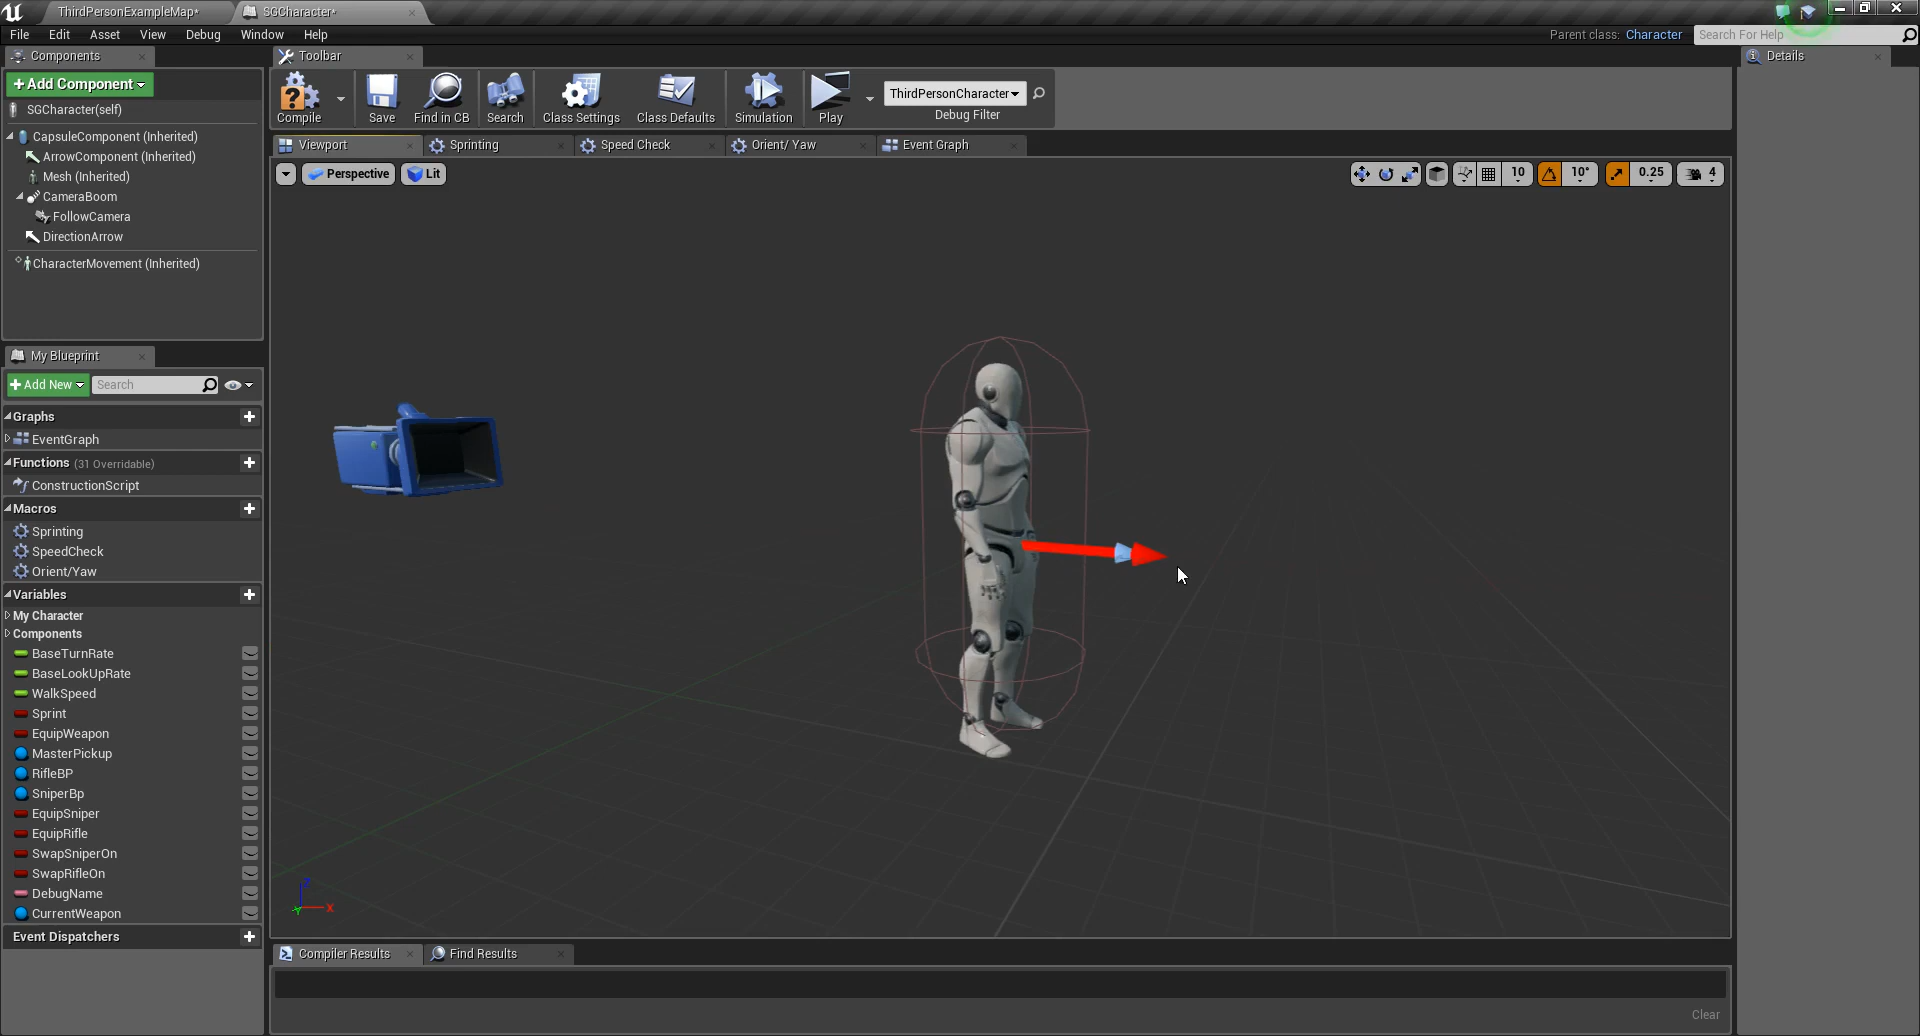 ThirdPersonExampleMap*
SGCharacter*
File Edit Asset View Debug Window Help
Parent class: Character
Search For Help
Components
Toolbar
Details
+Add Component
SGCharacter(self)
CapsuleComponent (Inherited)
ArrowComponent (Inherited)
Mesh (Inherited)
CameraBoom
FollowCamera
DirectionArrow
CharacterMovement (Inherited)
Compile
Save
Find in CB
Search
Class Settings
Class Defaults
Simulation
Play
ThirdPersonCharacter
Debug Filter
Viewport
Sprinting
Speed Check
Orient/ Yaw
Event Graph
Perspective
Lit
10
10°
0.25
4
My Blueprint
+Add New
Search
Graphs
EventGraph
Functions (31 Overridable)
ConstructionScript
Macros
Sprinting
SpeedCheck
Orient/Yaw
Variables
My Character
Components
BaseTurnRate
BaseLookUpRate
WalkSpeed
Sprint
EquipWeapon
MasterPickup
RifleBP
SniperBp
EquipSniper
EquipRifle
SwapSniperOn
SwapRifleOn
DebugName
CurrentWeapon
Event Dispatchers
Z
X
Y
Compiler Results
Find Results
Clear